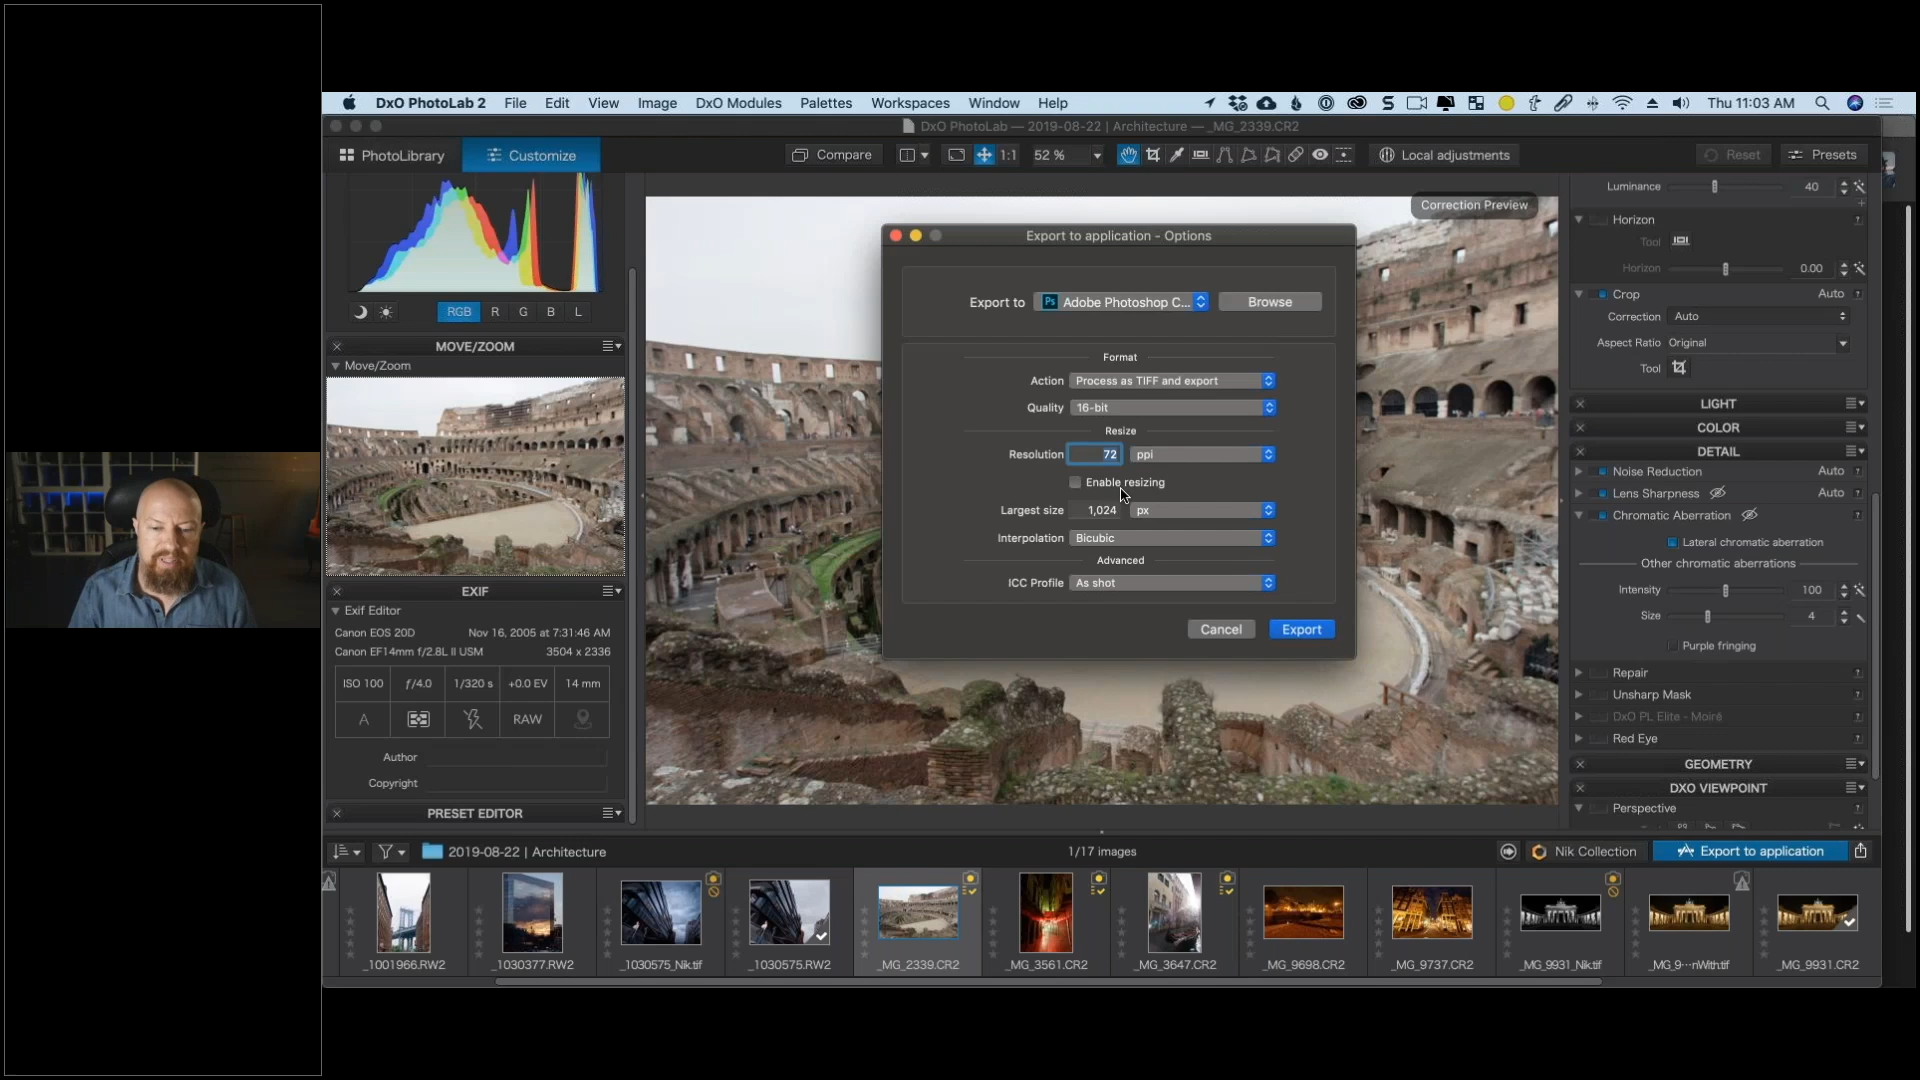 DxO PhotoLab 2 File Edit View Image DxO Modules Palettes Workspaces Window Help
Thu 11:03 AM
DxO PhotoLab — 2019-08-22 | Architecture — _MG_2339.CR2
PhotoLibrary
Customize
Compare
1:1
52 %
Local adjustments
Reset
Presets
RGB R G B L
MOVE/ZOOM
Move/Zoom
EXIF
Exif Editor
Canon EOS 20D Nov 16, 2005 at 7:31:46 AM
Canon EF14mm f/2.8L II USM 3504 x 2336
ISO 100 ƒ/4.0 1/320 s +0.0 EV 14 mm
A RAW
Author
Copyright
PRESET EDITOR
Correction Preview
Export to application - Options
Export to Ps Adobe Photoshop C... Browse
Format
Action Process as TIFF and export
Quality 16-bit
Resize
Resolution 72 ppi
Enable resizing
Largest size 1,024 px
Interpolation Bicubic
Advanced
ICC Profile As shot
Cancel Export
Luminance 40
Horizon ?
Tool
Horizon 0.00
Crop Auto ?
Correction Auto
Aspect Ratio Original
Tool
LIGHT
COLOR
DETAIL
Noise Reduction Auto ?
Lens Sharpness Auto ?
Chromatic Aberration ?
Lateral chromatic aberration
Other chromatic aberrations
Intensity 100
Size 4
Purple fringing
Repair ?
Unsharp Mask ?
DxO PL Elite - Moiré ?
Red Eye ?
GEOMETRY
DXO VIEWPOINT
Perspective ?
2019-08-22 | Architecture
1/17 images
Nik Collection
Export to application
_1001966.RW2
_1030377.RW2
_1030575_Nik.tif
_1030575.RW2
_MG_2339.CR2
_MG_3561.CR2
_MG_3647.CR2
_MG_9698.CR2
_MG_9737.CR2
_MG_9931_Nik.tif
_MG_9···nWith.tif
_MG_9931.CR2